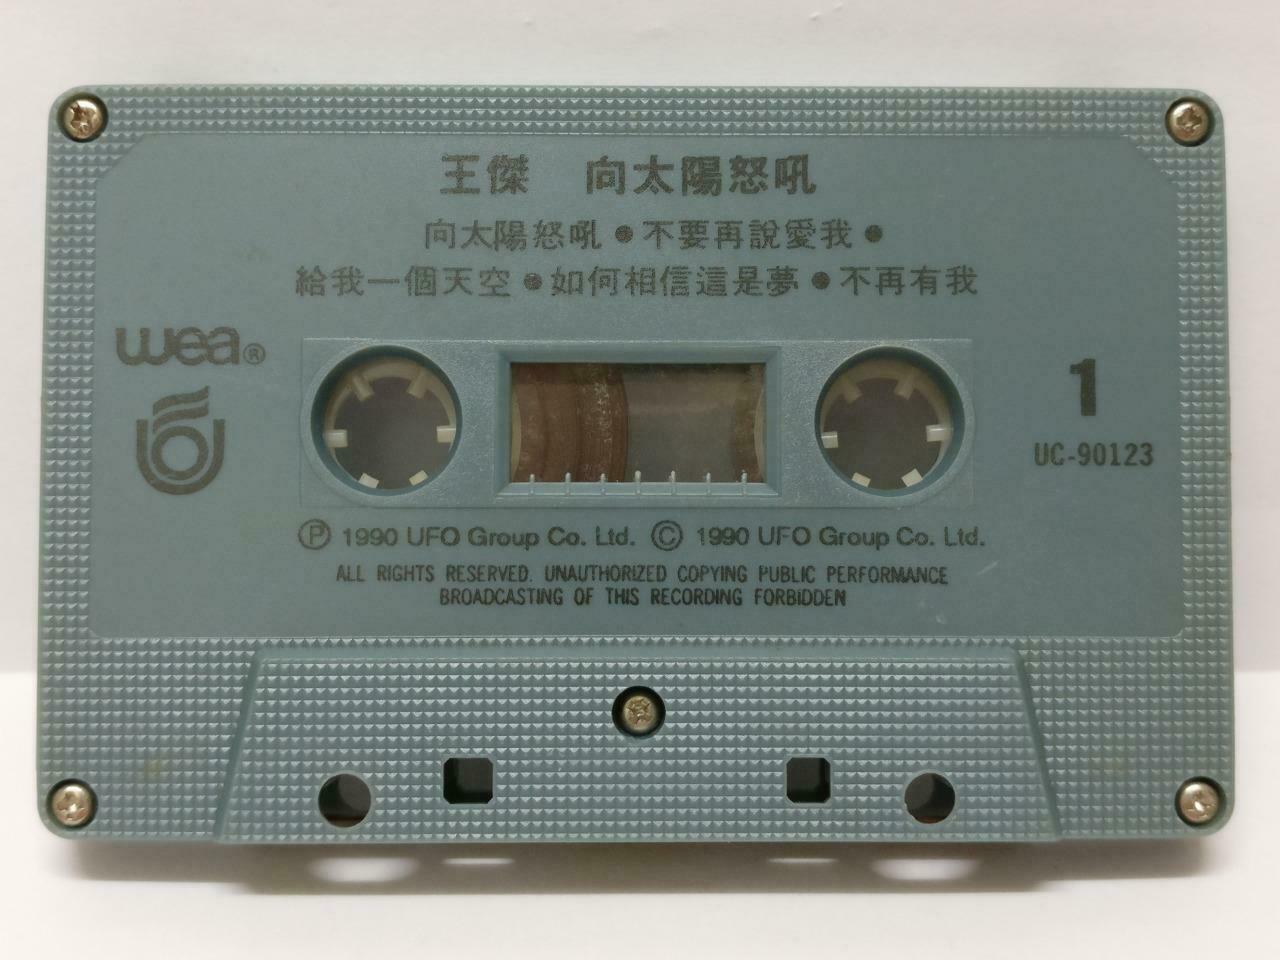 王傑 向太陽怒吼
向太陽怒吼●不要再說愛我●
給我一個天空●如何相信這是夢●不再有我
wea®
1
UC-90123
Ⓟ 1990 UFO Group Co. Ltd. © 1990 UFO Group Co. Ltd.
ALL RIGHTS RESERVED. UNAUTHORIZED COPYING PUBLIC PERFORMANCE
BROADCASTING OF THIS RECORDING FORBIDDEN